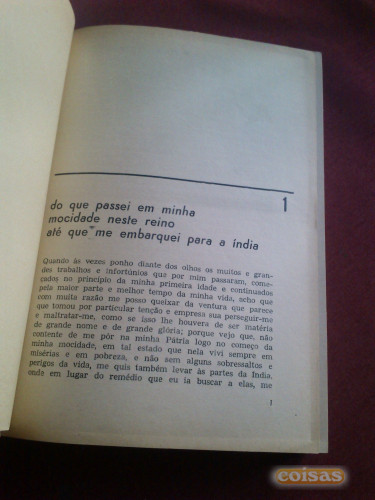 1
do que passei em minha
mocidade neste reino
até que me embarquei para a índia
Quando às vezes ponho diante dos olhos os muitos e gran-
des trabalhos e infortúnios que por mim passaram, come-
çados no princípio da minha primeira idade e continuados
pela maior parte e melhor tempo da minha vida, acho que
com muita razão me posso queixar da ventura que parece
que tomou por particular tenção e empresa sua perseguir-me
e maltratar-me, como se isso lhe houvera de ser matéria
de grande nome e de grande glória; porque vejo que, não
contente de me pôr na minha Pátria logo no começo da
minha mocidade, em tal estado que nela vivi sempre em
misérias e em pobreza, e não sem alguns sobressaltos e
perigos da vida, me quis também levar às partes da Índia,
onde em lugar do remédio que eu ia buscar a elas, me
1
coisas